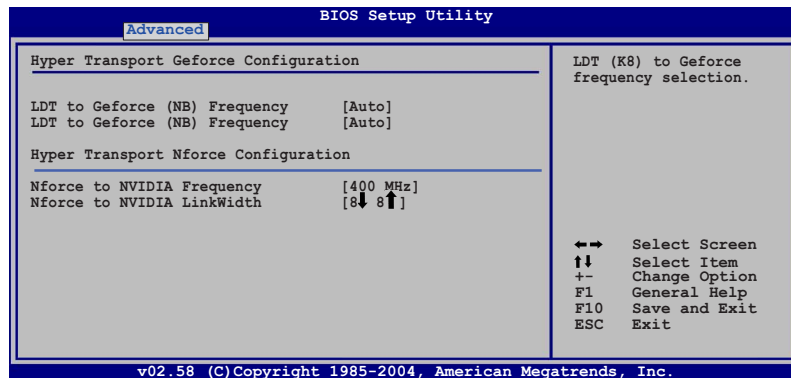 BIOS Setup Utility
Advanced
Hyper Transport Geforce Configuration
LDT to Geforce (NB) Frequency [Auto]
LDT to Geforce (NB) Frequency [Auto]
Hyper Transport Nforce Configuration
Nforce to NVIDIA Frequency [400 MHz]
Nforce to NVIDIA LinkWidth [8⬇ 8⬆]
LDT (K8) to Geforce
frequency selection.
←→ Select Screen
↑↓ Select Item
+- Change Option
F1 General Help
F10 Save and Exit
ESC Exit
v02.58 (C)Copyright 1985-2004, American Megatrends, Inc.